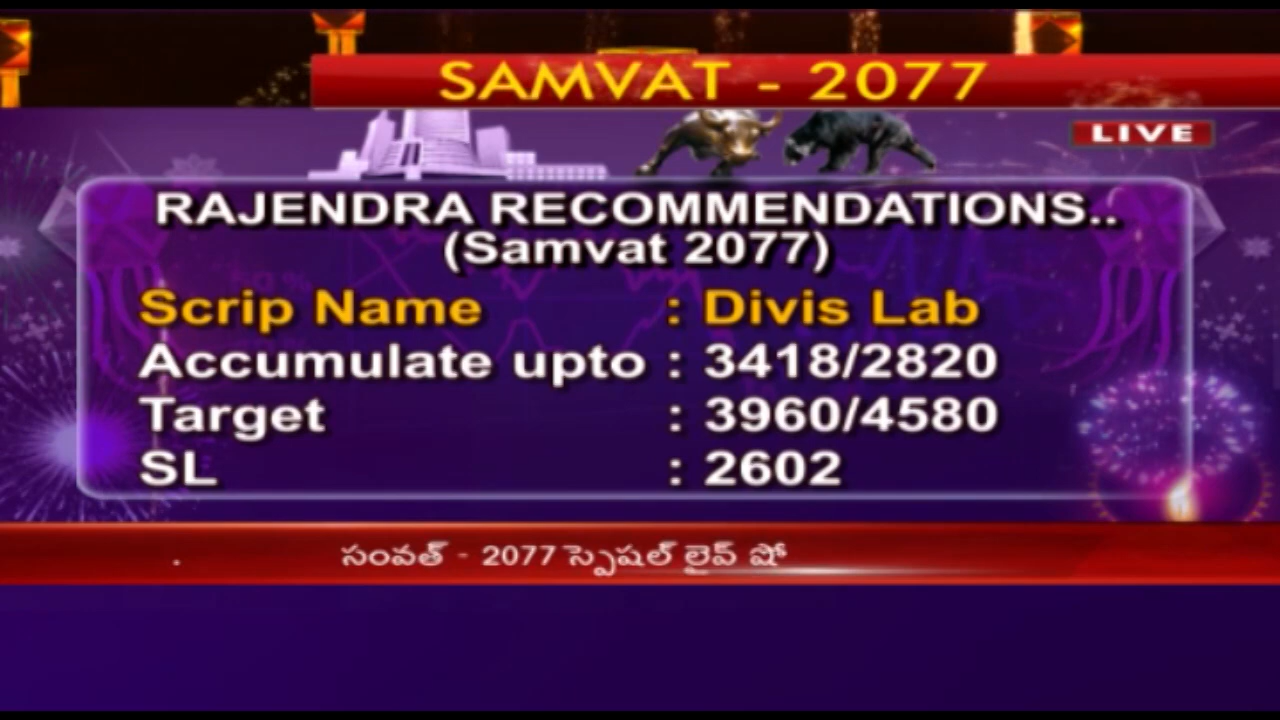 SAMVAT - 2077
LIVE
RAJENDRA RECOMMENDATIONS..
(Samvat 2077)
Scrip Name : Divis Lab
Accumulate upto : 3418/2820
Target : 3960/4580
SL : 2602
. సంవత్ - 2077 స్పెషల్ లైవ్ షో